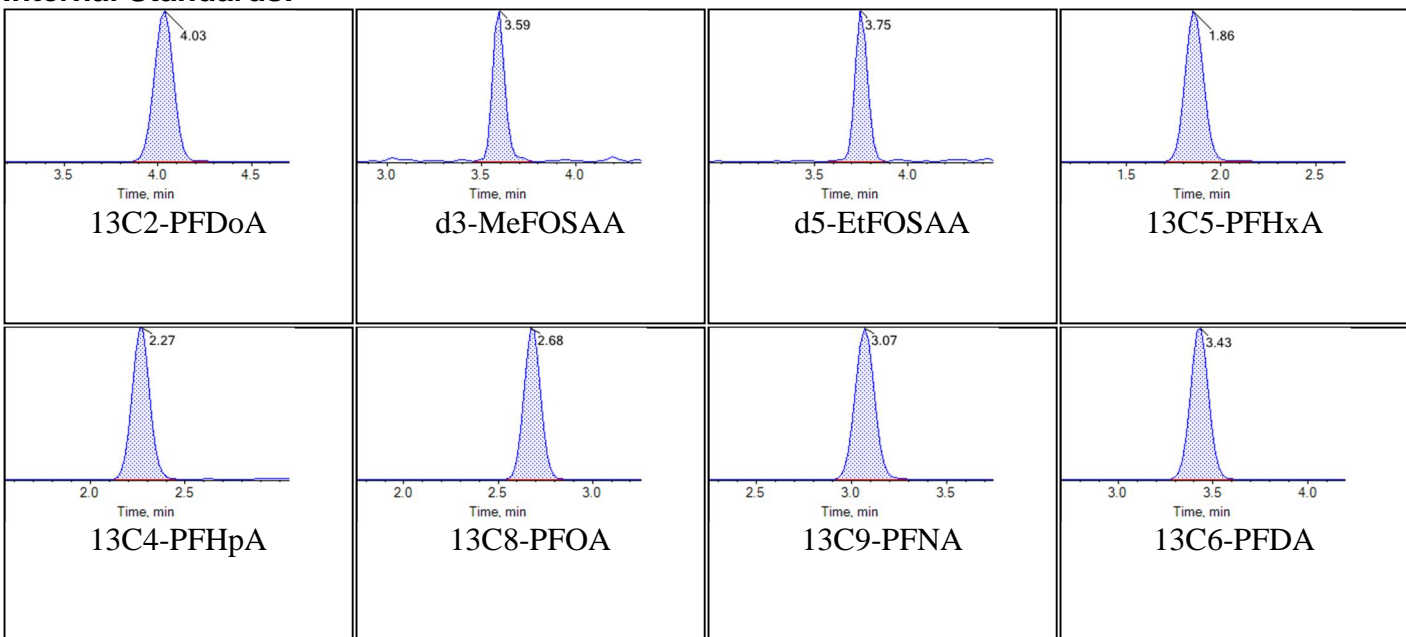 Internal Standards:
4.03
3.59
3.75
1.86
3.5 4.0 4.5
3.0 3.5 4.0
3.5 4.0
1.5 2.0 2.5
Time, min
Time, min
Time, min
Time, min
13C2-PFDoA
d3-MeFOSAA
d5-EtFOSAA
13C5-PFHxA
2.27
2.68
3.07
3.43
2.0 2.5
2.0 2.5 3.0
2.5 3.0 3.5
3.0 3.5 4.0
Time, min
Time, min
Time, min
Time, min
13C4-PFHpA
13C8-PFOA
13C9-PFNA
13C6-PFDA